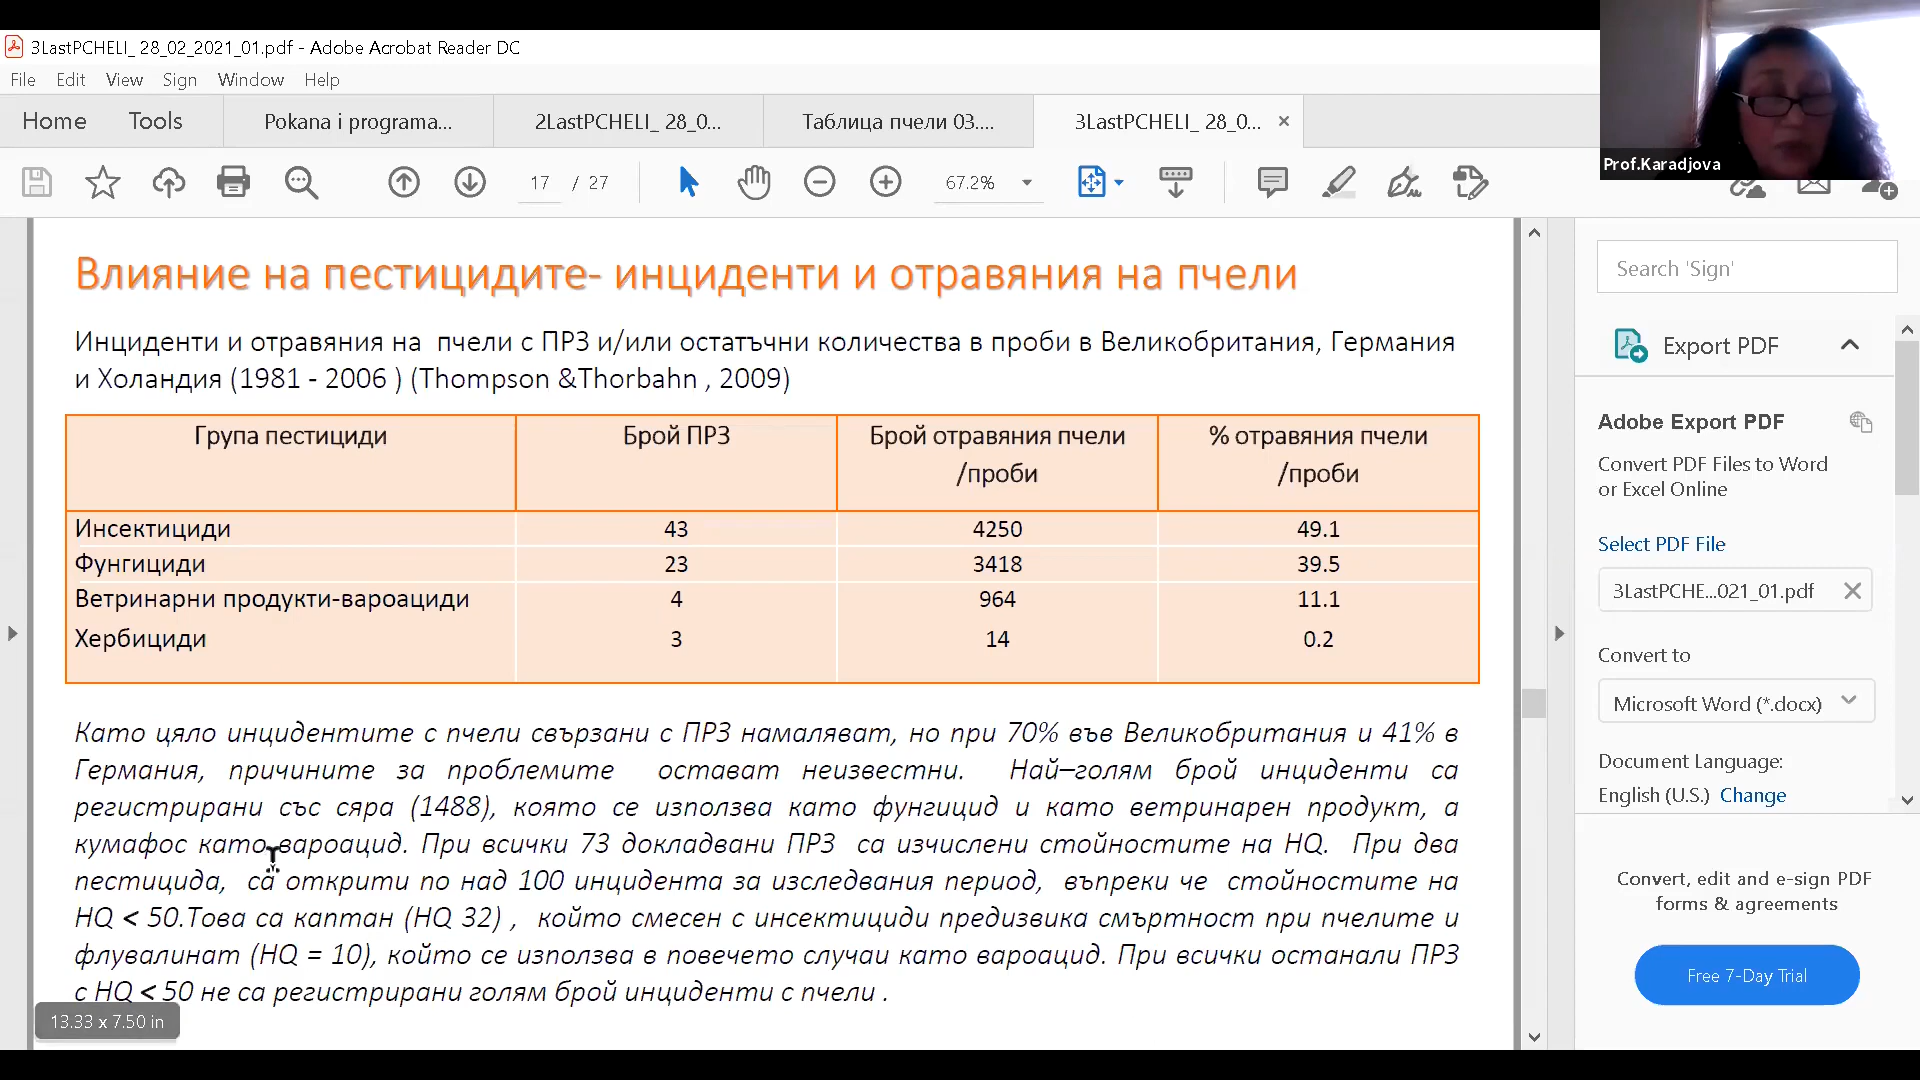 3LastPCHELI_ 28_02_2021_01.pdf - Adobe Acrobat Reader DC
File Edit View Sign Window Help
Home Tools Pokana i programa... 2LastPCHELI_ 28_0... Таблица пчели 03.... 3LastPCHELI_ 28_0... ×
Prof.Karadjova
17 / 27 67.2%
Влияние на пестицидите- инциденти и отравяния на пчели
Инциденти и отравяния на пчели с ПРЗ и/или остатъчни количества в проби в Великобритания, Германия
и Холандия (1981 - 2006 ) (Thompson &Thorbahn , 2009)
Група пестициди Брой ПРЗ Брой отравяния пчели /проби % отравяния пчели /проби
Инсектициди 43 4250 49.1
Фунгициди 23 3418 39.5
Ветринарни продукти-вароациди 4 964 11.1
Хербициди 3 14 0.2
Като цяло инцидентите с пчели свързани с ПРЗ намаляват, но при 70% във Великобритания и 41% в
Германия, причините за проблемите остават неизвестни. Най–голям брой инциденти са
регистрирани със сяра (1488), която се използва като фунгицид и като ветринарен продукт, а
кумафос като вароацид. При всички 73 докладвани ПРЗ са изчислени стойностите на HQ. При два
пестицида, са открити по над 100 инцидента за изследвания период, въпреки че стойностите на
HQ < 50.Това са каптан (HQ 32) , който смесен с инсектициди предизвика смъртност при пчелите и
флувалинат (HQ = 10), който се използва в повечето случаи като вароацид. При всички останали ПРЗ
с HQ < 50 не са регистрирани голям брой инциденти с пчели .
13.33 x 7.50 in
Search 'Sign'
Export PDF
Adobe Export PDF
Convert PDF Files to Word
or Excel Online
Select PDF File
3LastPCHE...021_01.pdf
Convert to
Microsoft Word (*.docx)
Document Language:
English (U.S.) Change
Convert, edit and e-sign PDF
forms & agreements
Free 7-Day Trial